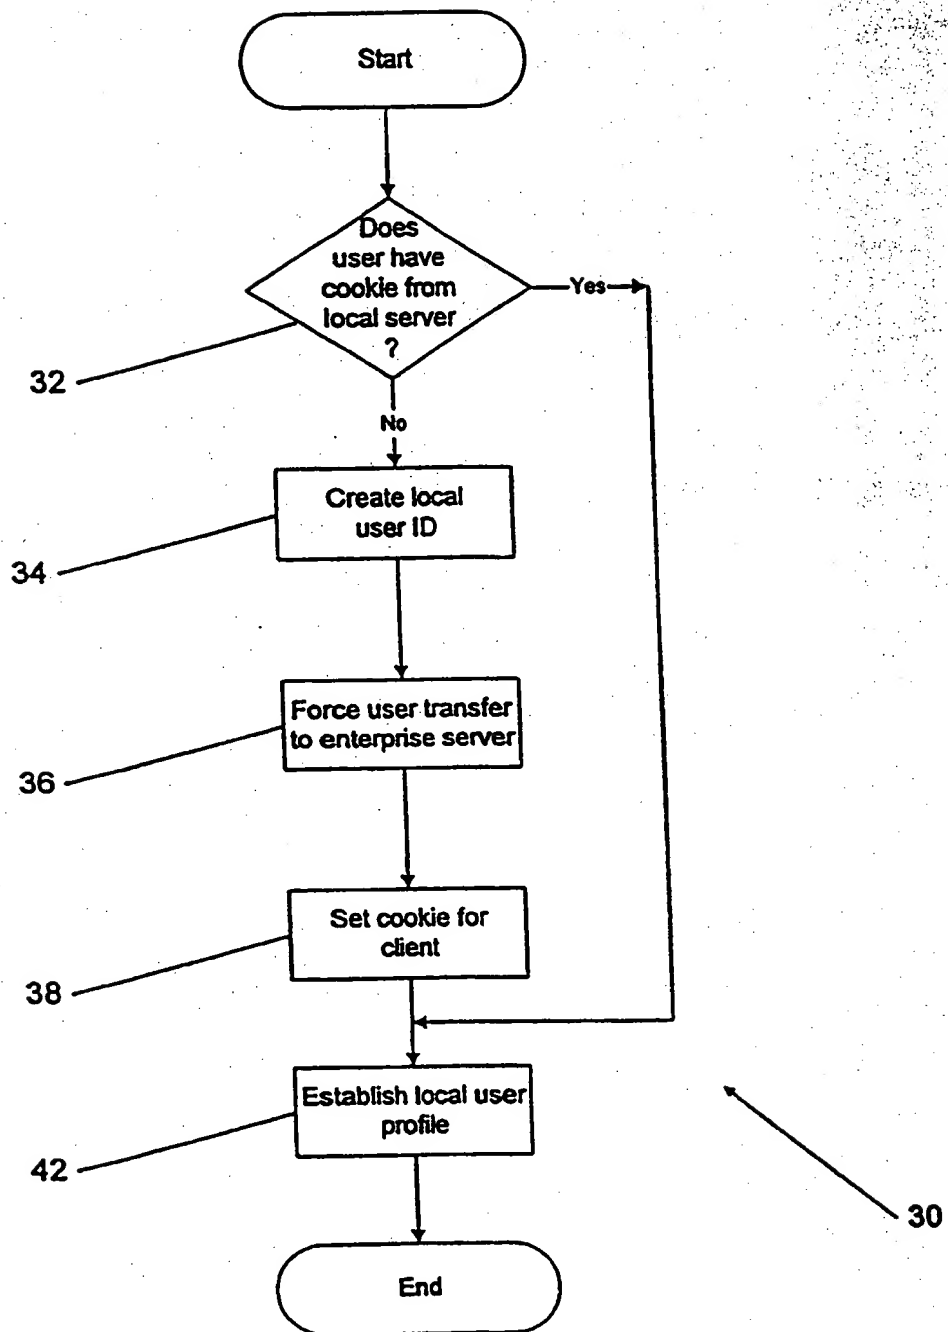 Start
Does
user have
cookie from
local server
?
Yes
32
No
Create local
user ID
34
Force user transfer
to enterprise server
36
Set cookie for
client
38
Establish local user
profile
42
30
End